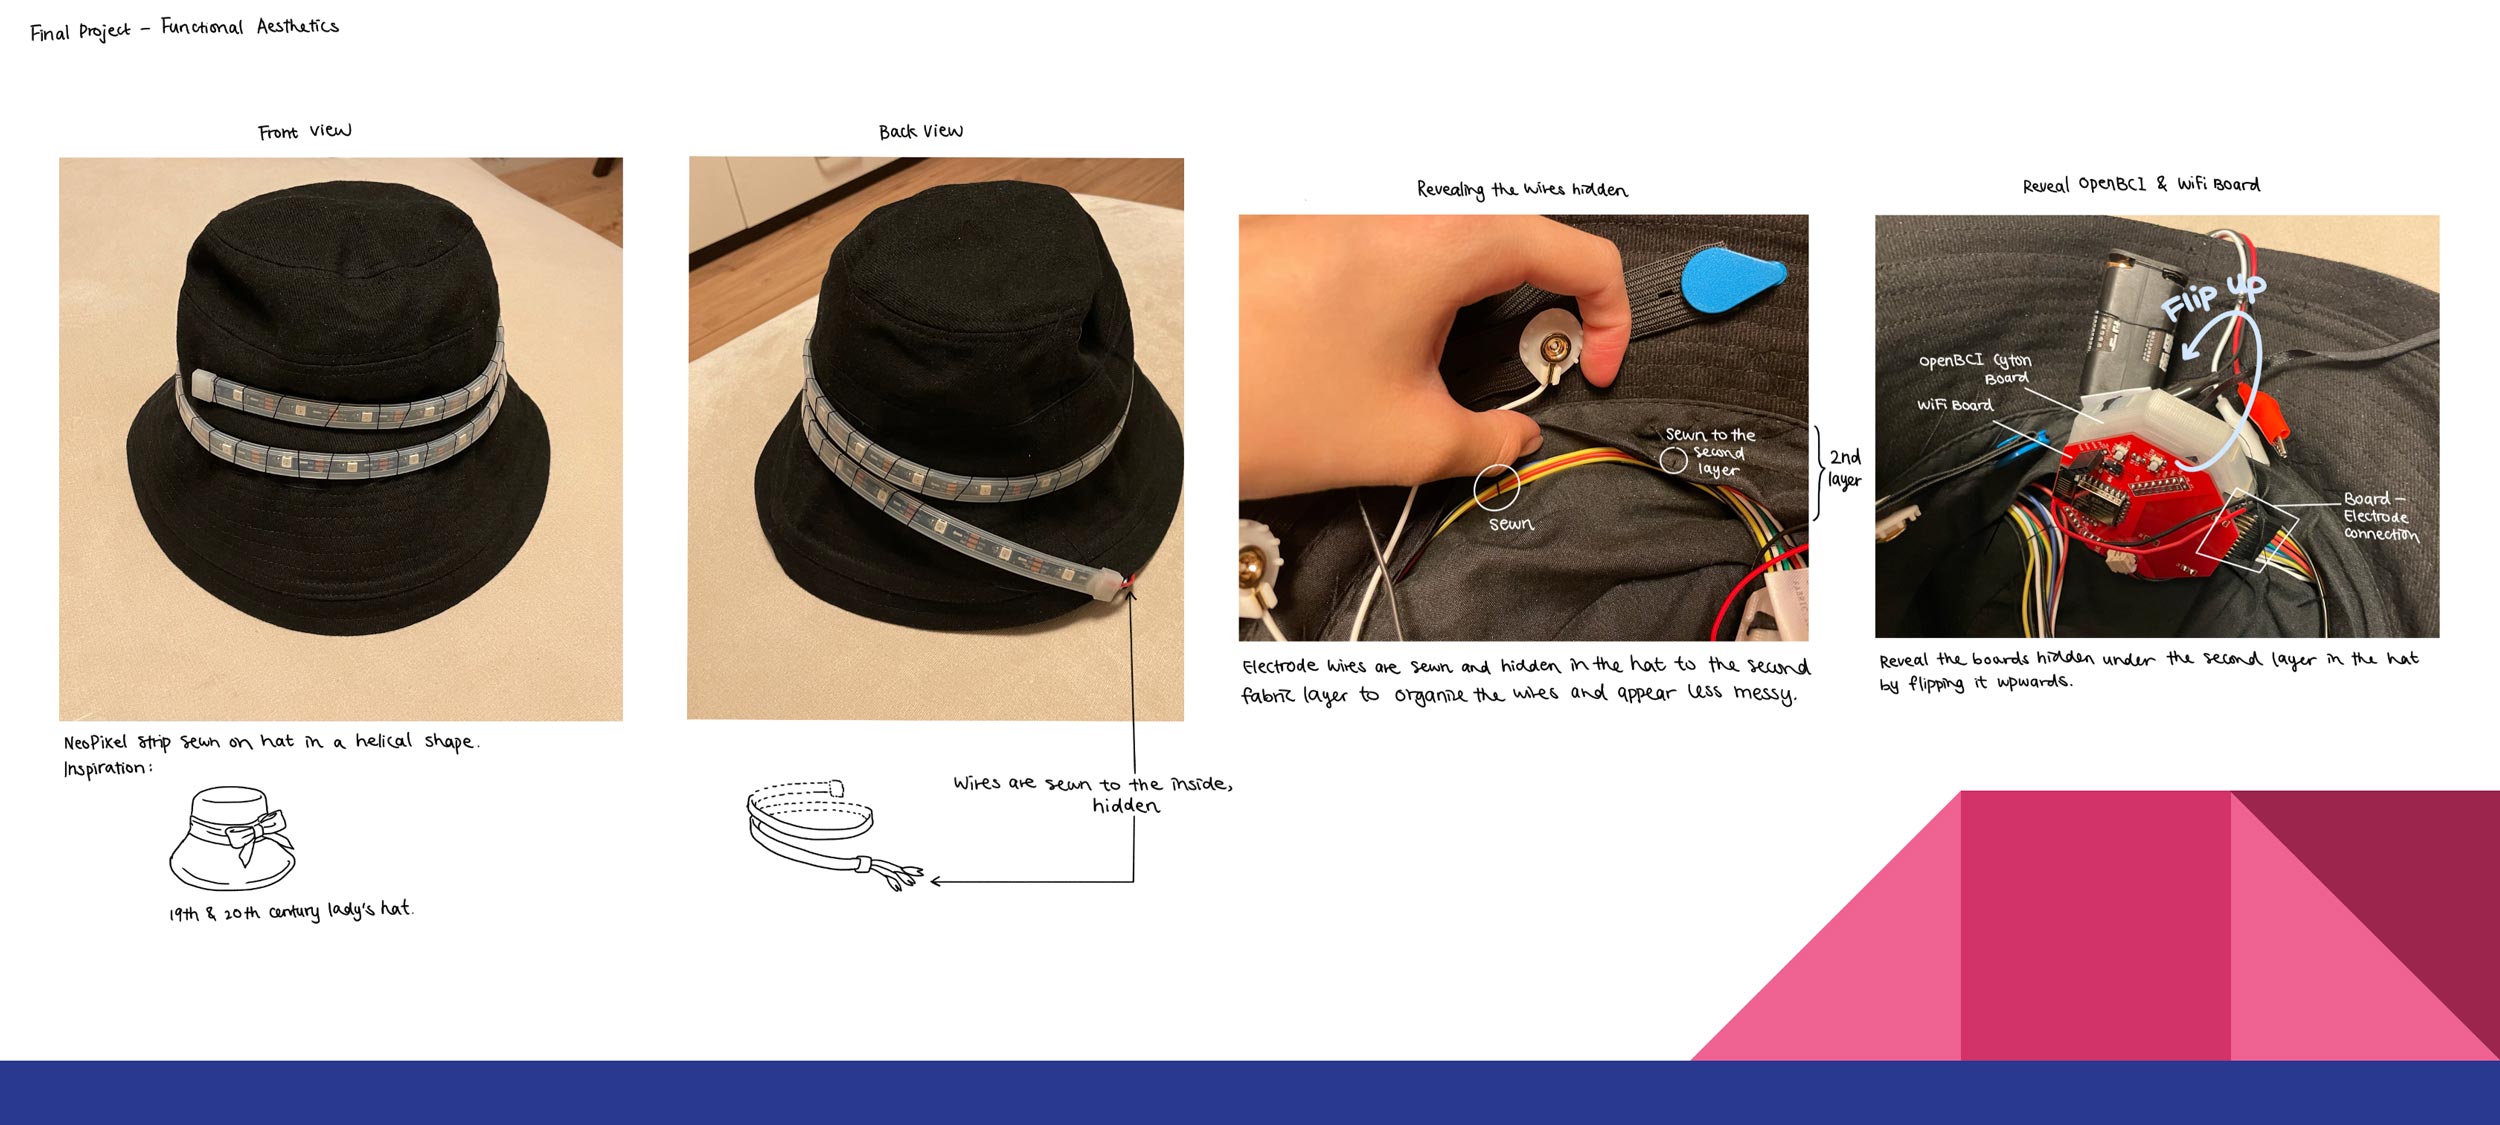 Final Project – Functional Aesthetics
Front View
NeoPixel strip sewn on hat in a helical shape.
Inspiration:
19th & 20th century lady's hat.
Back View
Wires are sewn to the inside,
hidden
Revealing the wires hidden
sewn to the
second
layer
sewn
2nd
layer
Electrode wires are sewn and hidden in the hat to the second
fabric layer to organize the wires and appear less messy.
Reveal OpenBCI & WiFi Board
Flip up
OpenBCI Cyton
Board
WiFi Board
Board –
Electrode
connection
Reveal the boards hidden under the second layer in the hat
by flipping it upwards.